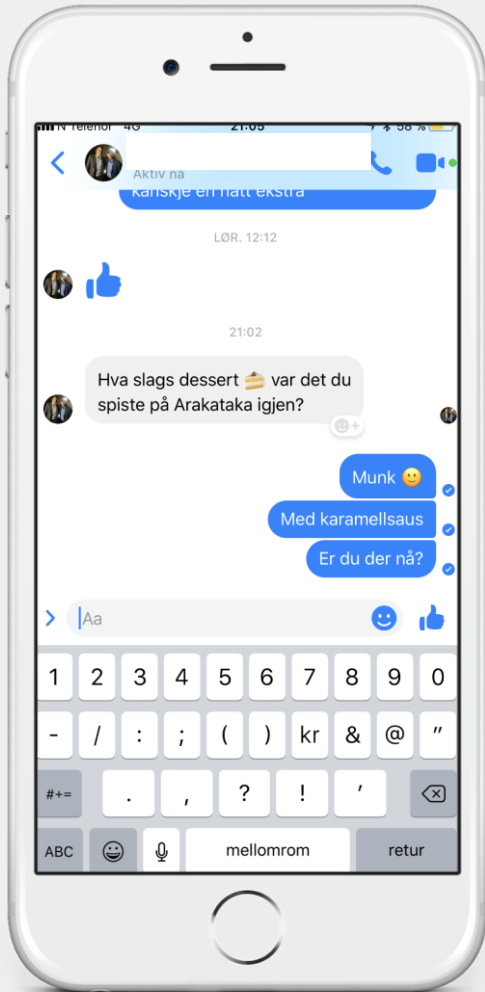 Telenor 4G 21:05 58 %
Aktiv nå
kanskje en natt ekstra
LØR. 12:12
21:02
Hva slags dessert 🍰 var det du
spiste på Arakataka igjen?
Munk 🙂
Med karamellsaus
Er du der nå?
Aa
1 2 3 4 5 6 7 8 9 0
- / : ; ( ) kr & @ "
#+= . , ? ! '
ABC mellomrom retur